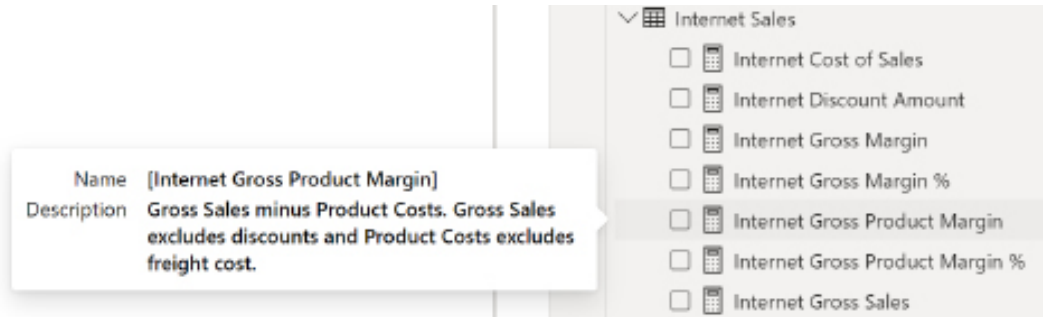 Internet Sales
Internet Cost of Sales
Internet Discount Amount
Internet Gross Margin
Internet Gross Margin %
Internet Gross Product Margin
Internet Gross Product Margin %
Internet Gross Sales
Name [Internet Gross Product Margin]
Description Gross Sales minus Product Costs. Gross Sales
excludes discounts and Product Costs excludes
freight cost.